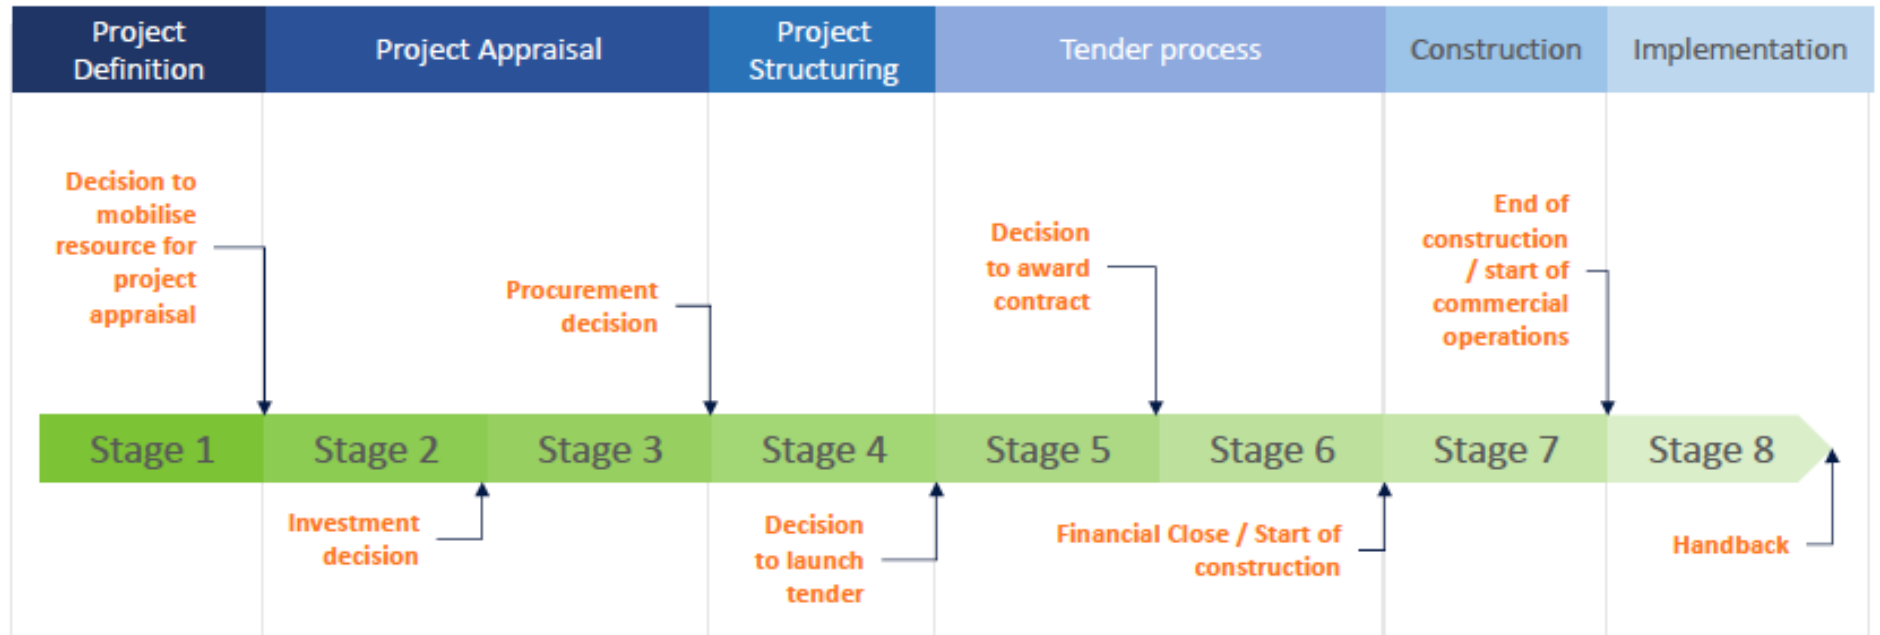 Project
Definition
Project Appraisal
Project
Structuring
Tender process
Construction
Implementation
Decision to
mobilise
resource for
project
appraisal
Procurement
decision
Decision
to award
contract
End of
construction
/ start of
commercial
operations
Stage 1
Stage 2
Stage 3
Stage 4
Stage 5
Stage 6
Stage 7
Stage 8
Investment
decision
Decision
to launch
tender
Financial Close / Start of
construction
Handback